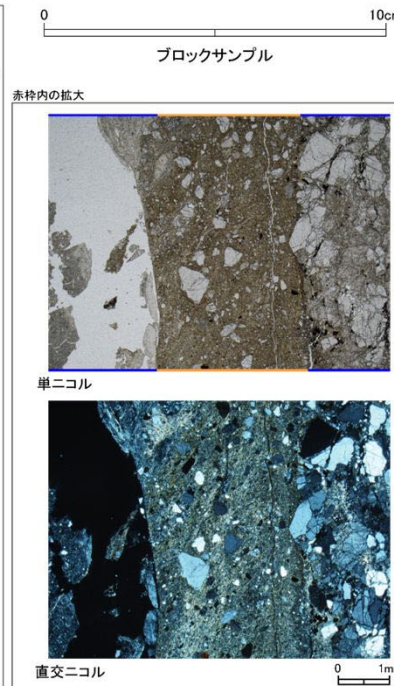 0 10cm
ブロックサンプル
赤枠内の拡大
単ニコル
直交ニコル
0 1m